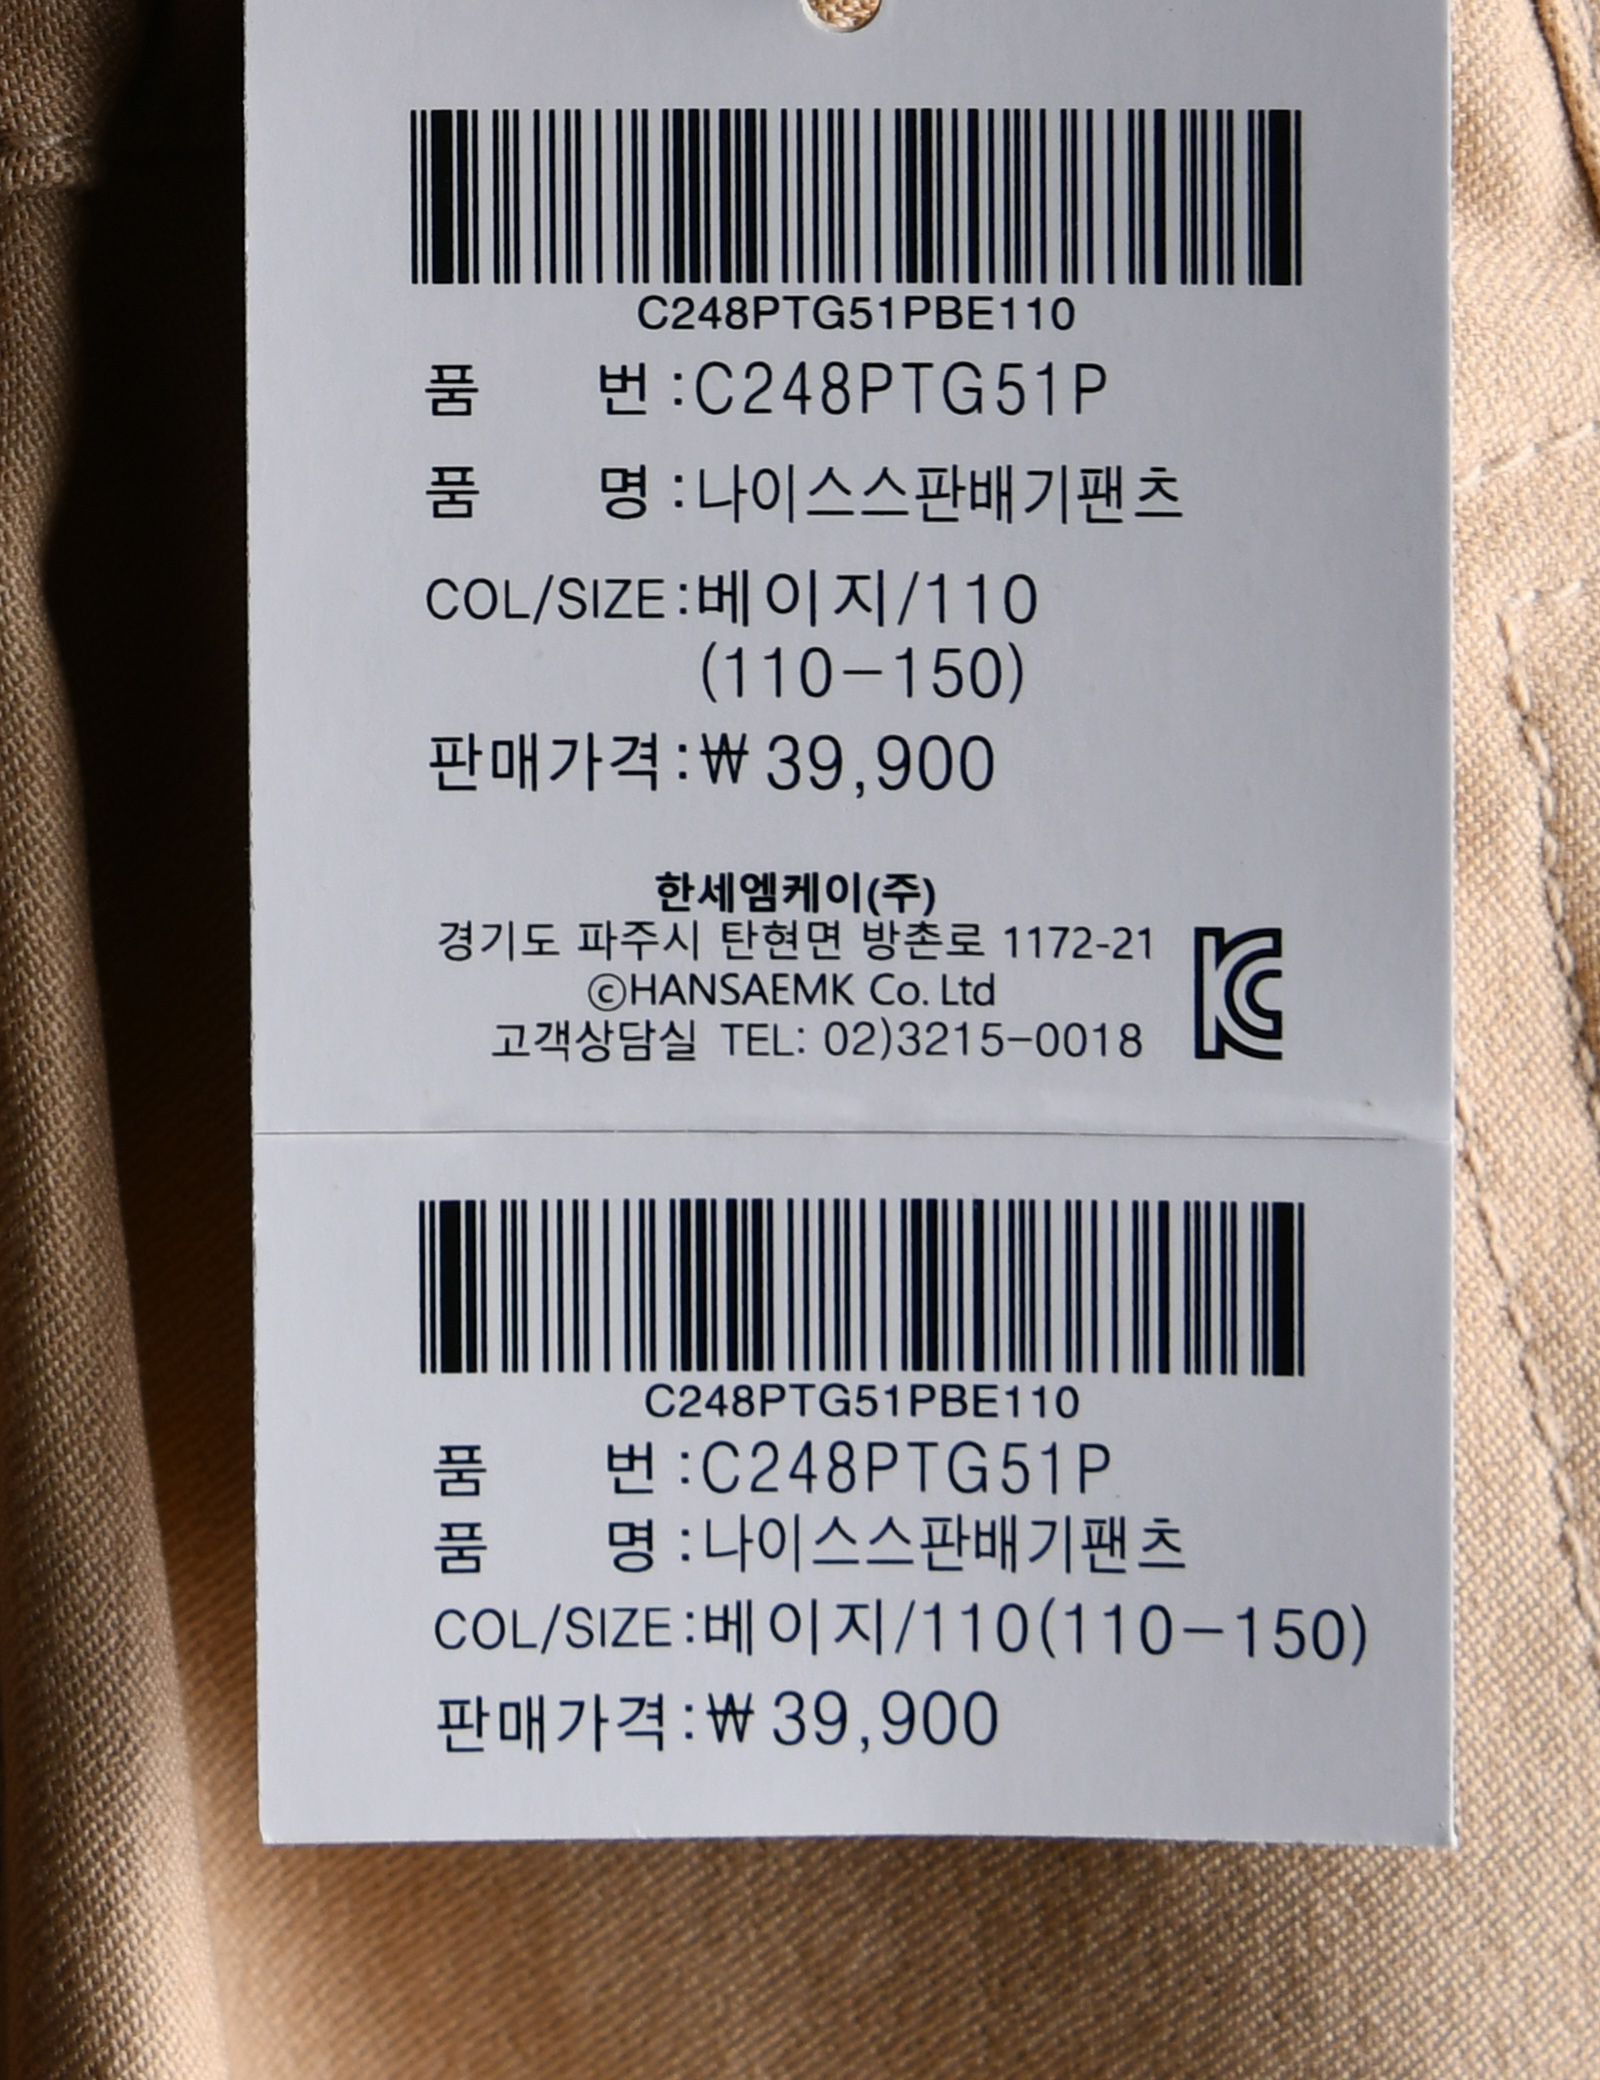 C248PTG51PBE110
품 번 :C248PTG51P
품 명 :나이스스판배기팬츠
COL/SIZE:베이지/110
(110-150)
판매가격:₩39,900
한세엠케이(주)
경기도 파주시 탄현면 방촌로 1172-21
©HANSAEMK Co. Ltd
고객상담실 TEL: 02)3215-0018
KC
C248PTG51PBE110
품 번 :C248PTG51P
품 명 :나이스스판배기팬츠
COL/SIZE:베이지/110(110-150)
판매가격:₩39,900